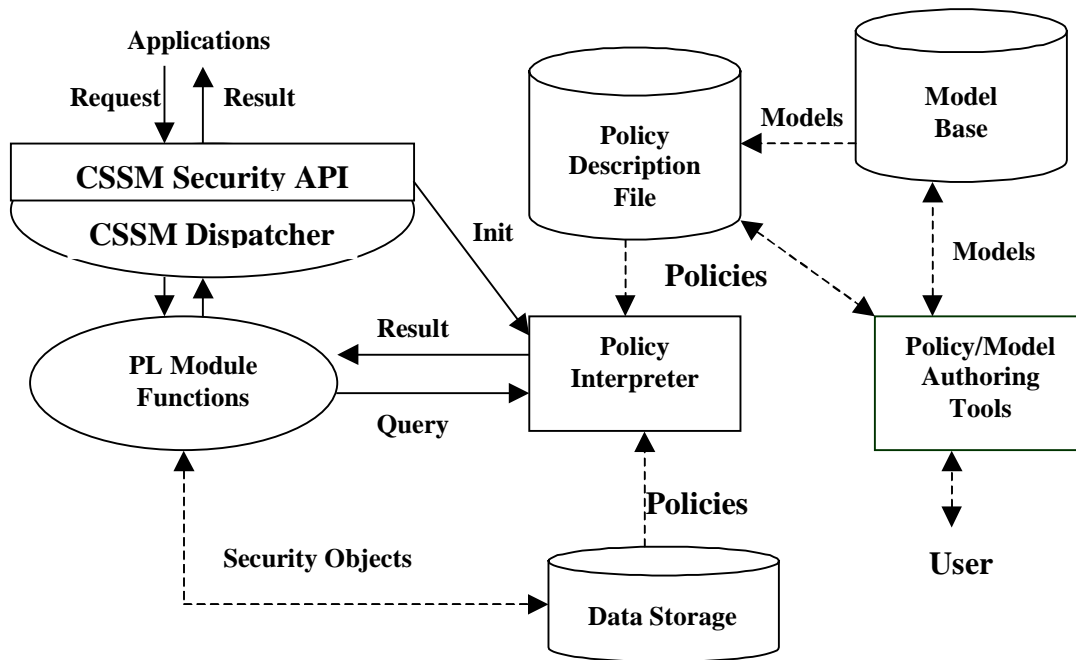 Applications
Request
Result
CSSM Security API
CSSM Dispatcher
Init
PL Module
Functions
Result
Query
Policy
Description
File
Models
Model
Base
Policies
Models
Policy
Interpreter
Policy/Model
Authoring
Tools
Policies
Security Objects
Data Storage
User